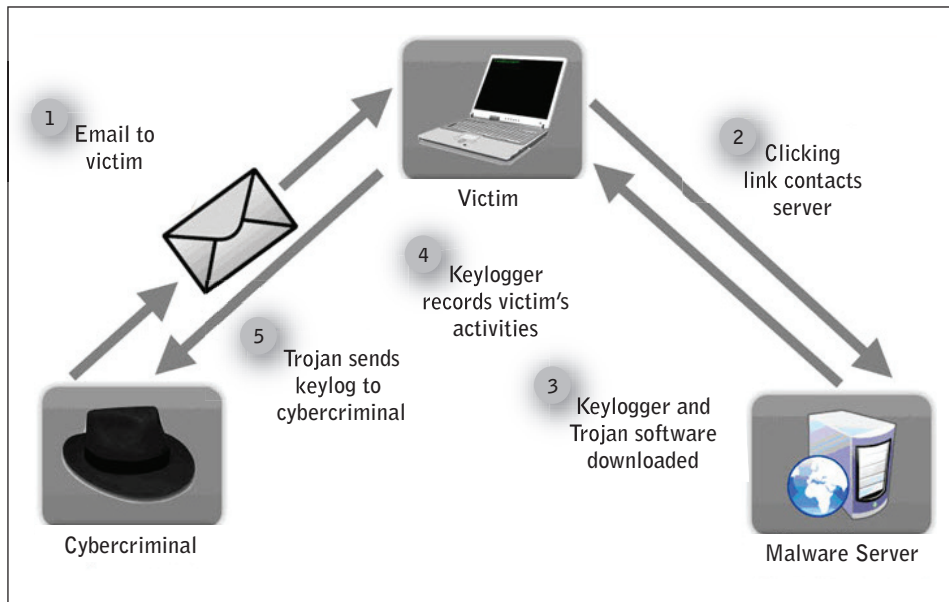 1
Email to
victim
Victim
2
Clicking
link contacts
server
4
Keylogger
records victim's
activities
5
Trojan sends
keylog to
cybercriminal
3
Keylogger and
Trojan software
downloaded
Cybercriminal
Malware Server